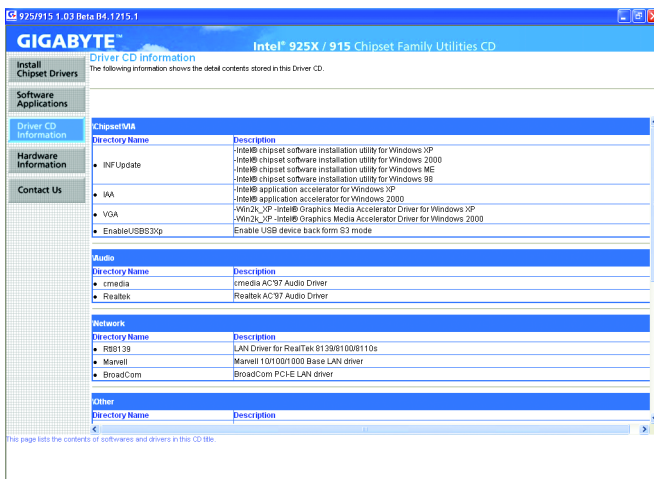 925/915 1.03 Beta B4.1215.1
GIGABYTE™
Intel® 925X / 915 Chipset Family Utilities CD
Install
Chipset Drivers
Software
Applications
Driver CD
Information
Hardware
Information
Contact Us
Driver CD information
The following information shows the detail contents stored in this Driver CD.
\Chipset\VIA
Directory Name Description
• INFUpdate
-Intel® chipset software installation utility for Windows XP
-Intel® chipset software installation utility for Windows 2000
-Intel® chipset software installation utility for Windows ME
-Intel® chipset software installation utility for Windows 98
• IAA
-Intel® application accelerator for Windows XP
-Intel® application accelerator for Windows 2000
• VGA
-Win2k_XP -Intel® Graphics Media Accelerator Driver for Windows XP
-Win2k_XP -Intel® Graphics Media Accelerator Driver for Windows 2000
• EnableUSBS3Xp Enable USB device back form S3 mode
\Audio
Directory Name Description
• cmedia cmedia AC'97 Audio Driver
• Realtek Realtek AC'97 Audio Driver
\Network
Directory Name Description
• Rtl8139 LAN Driver for RealTek 8139/8100/8110s
• Marvell Marvell 10/100/1000 Base LAN driver
• BroadCom BroadCom PCI-E LAN driver
\Other
Directory Name Description
This page lists the contents of softwares and drivers in this CD title.